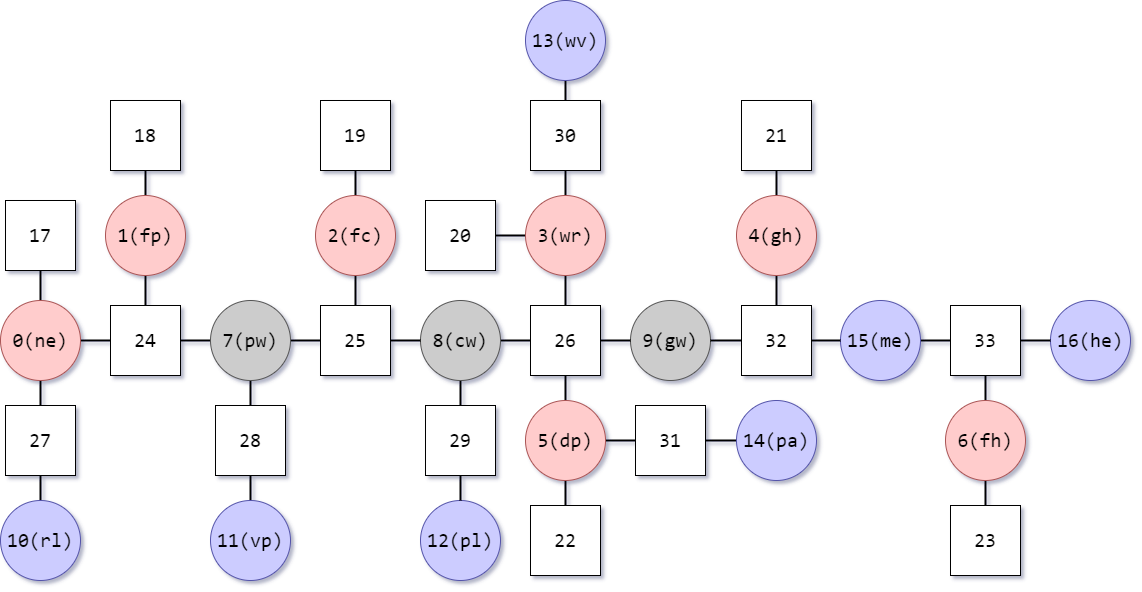 13(wv)
18
19
30
21
17
1(fp)
2(fc)
20
3(wr)
4(gh)
0(ne)
24
7(pw)
25
8(cw)
26
9(gw)
32
15(me)
33
16(he)
27
28
29
5(dp)
31
14(pa)
6(fh)
10(rl)
11(vp)
12(pl)
22
23